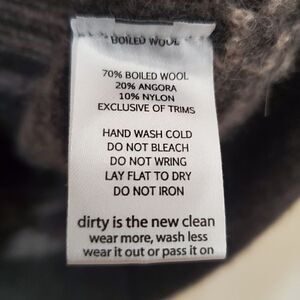 BOILED WOOL
70% BOILED WOOL
20% ANGORA
10% NYLON
EXCLUSIVE OF TRIMS
HAND WASH COLD
DO NOT BLEACH
DO NOT WRING
LAY FLAT TO DRY
DO NOT IRON
dirty is the new clean
wear more, wash less
wear it out or pass it on